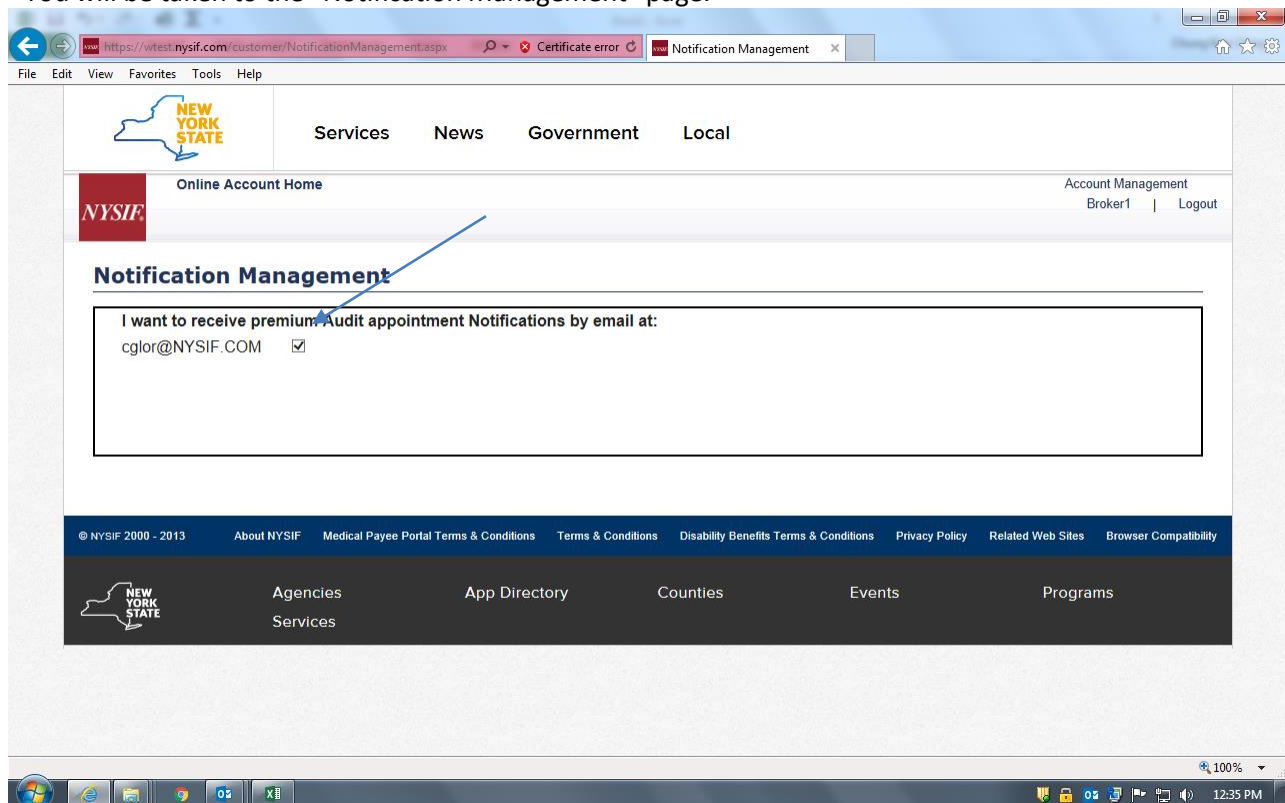 You will be taken to the "Notification Management" page.
https://wtest.nysif.com/customer/NotificationManagement.aspx Certificate error Notification Management
File Edit View Favorites Tools Help
NEW YORK STATE
Services News Government Local
NYSIF
Online Account Home
Account Management
Broker1 | Logout
Notification Management
I want to receive premium Audit appointment Notifications by email at:
cglor@NYSIF.COM
© NYSIF 2000 - 2013 About NYSIF Medical Payee Portal Terms & Conditions Terms & Conditions Disability Benefits Terms & Conditions Privacy Policy Related Web Sites Browser Compatibility
NEW YORK STATE
Agencies App Directory Counties Events Programs
Services
100%
12:35 PM